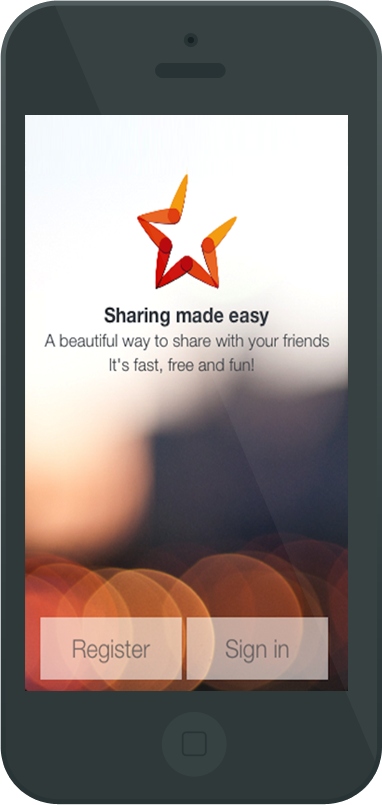 Sharing made easy
A beautiful way to share with your friends
It's fast, free and fun!
Register
Sign in